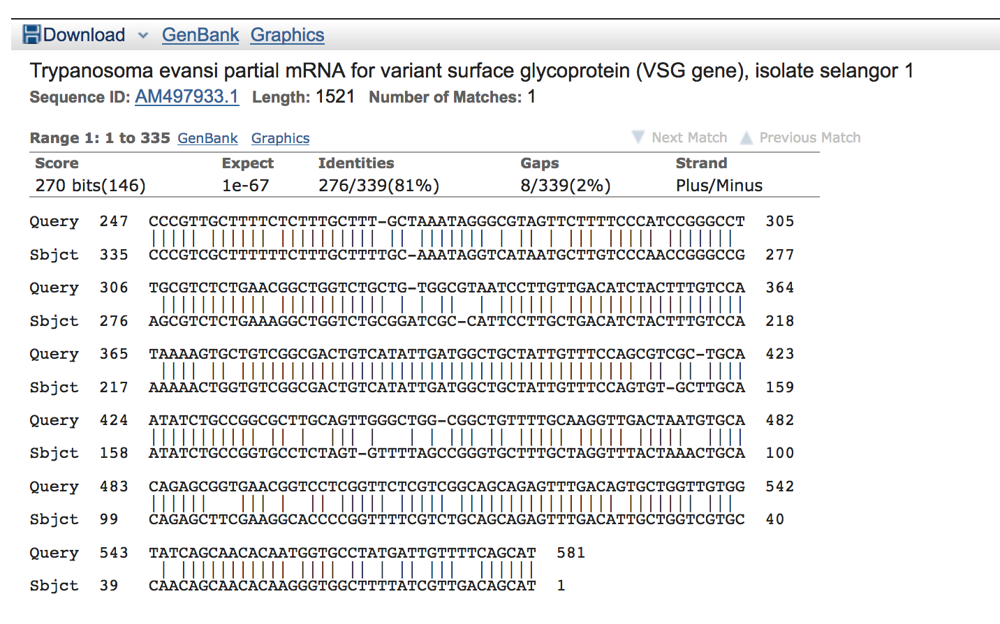 Download GenBank Graphics
Trypanosoma evansi partial mRNA for variant surface glycoprotein (VSG gene), isolate selangor 1
Sequence ID: AM497933.1 Length: 1521 Number of Matches: 1
Range 1: 1 to 335 GenBank Graphics Next Match Previous Match
Score Expect Identities Gaps Strand
270 bits(146) 1e-67 276/339(81%) 8/339(2%) Plus/Minus
Query 247 CCCGTTGCTTTTCTCTTTGCTTT-GCTAAATAGGGCGTAGTTCTTTTCCCATCCGGGCCT 305
Sbjct 335 CCCGTCGCTTTTTTCTTTGCTTTTGC-AAATAGGTCATAATGCTTGTCCCAACCGGGCCG 277
Query 306 TGCGTCTCTGAACGGCTGGTCTGCTG-TGGCGTAATCCTTGTTGACATCTACTTTGTCCA 364
Sbjct 276 AGCGTCTCTGAAAGGCTGGTCTGCGGATCGC-CATTCCTTGCTGACATCTACTTTGTCCA 218
Query 365 TAAAAGTGCTGTCGGCGACTGTCATATTGATGGCTGCTATTGTTTCCAGCGTCGC-TGCA 423
Sbjct 217 AAAAACTGGTGTCGGCGACTGTCATATTGATGGCTGCTATTGTTTCCAGTGT-GCTTGCA 159
Query 424 ATATCTGCCGGCGCTTGCAGTTGGGCTGG-CGGCTGTTTTGCAAGGTTGACTAATGTGCA 482
Sbjct 158 ATATCTGCCGGTGCCTCTAGT-GTTTTAGCCGGGTGCTTTGCTAGGTTTACTAAACTGCA 100
Query 483 CAGAGCGGTGAACGGTCCTCGGTTCTCGTCGGCAGCAGAGTTTGACAGTGCTGGTTGTGG 542
Sbjct 99 CAGAGCTTCGAAGGCACCCCGGTTTTCGTCTGCAGCAGAGTTTGACATTGCTGGTCGTGC 40
Query 543 TATCAGCAACACAATGGTGCCTATGATTGTTTTCAGCAT 581
Sbjct 39 CAACAGCAACACAAGGGTGGCTTTTATCGTTGACAGCAT 1